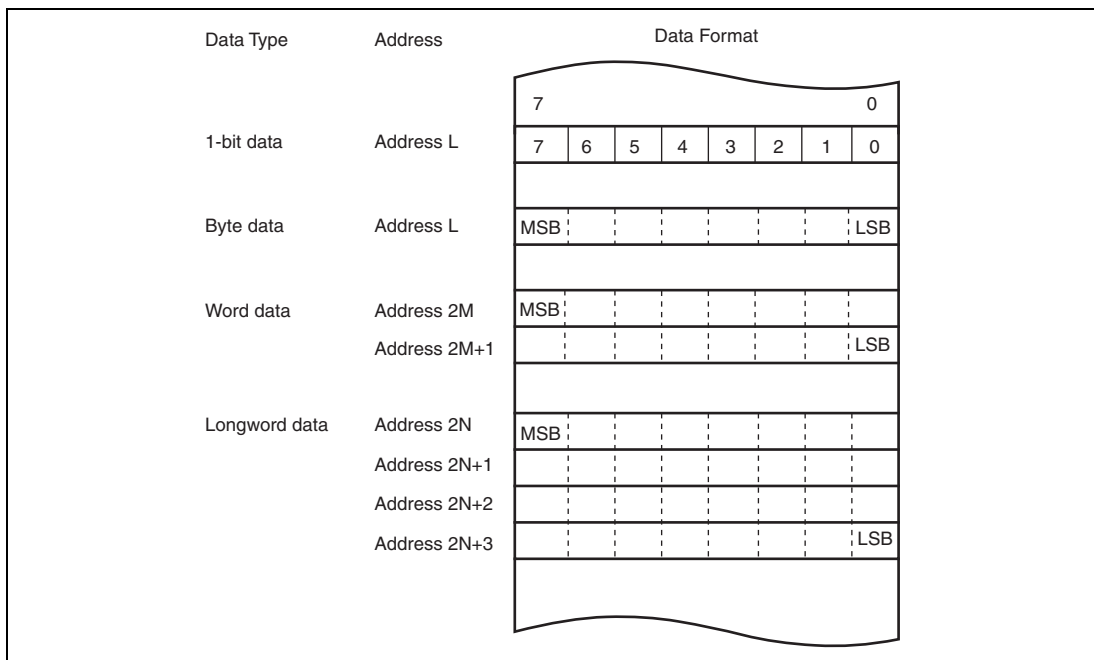 Data Type Address Data Format
7 0
1-bit data Address L 7 6 5 4 3 2 1 0
Byte data Address L MSB LSB
Word data Address 2M MSB
Address 2M+1 LSB
Longword data Address 2N MSB
Address 2N+1
Address 2N+2
Address 2N+3 LSB